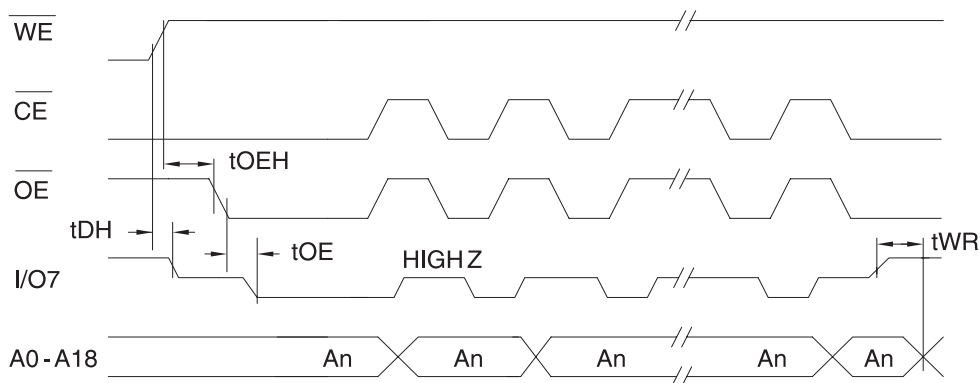 WE
CE
tOEH
OE
tDH
tOE
tWR
HIGH Z
I/O7
A0 - A18
An
An
An
An
An